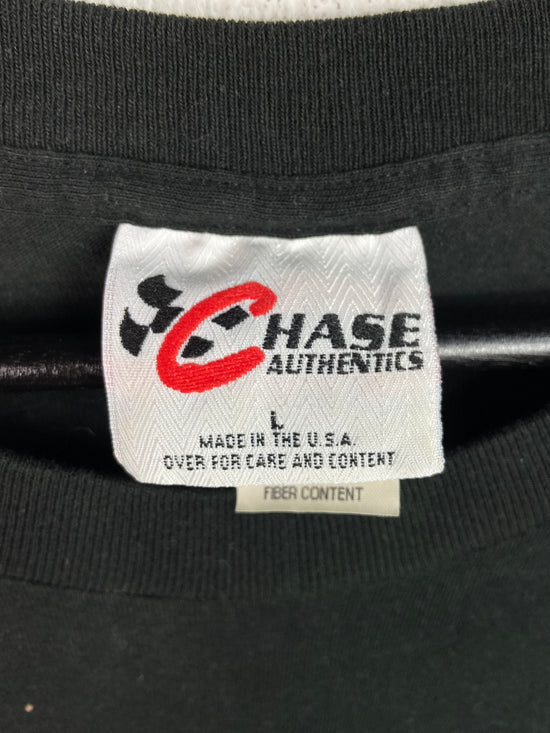 CHASE
AUTHENTICS
L
MADE IN THE U.S.A.
OVER FOR CARE AND CONTENT
FIBER CONTENT